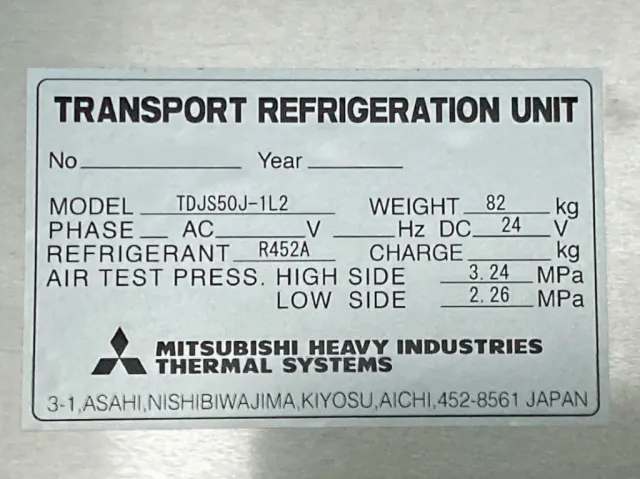 TRANSPORT REFRIGERATION UNIT
No Year
MODEL TDJS50J-1L2 WEIGHT 82 kg
PHASE AC V Hz DC 24 V
REFRIGERANT R452A CHARGE kg
AIR TEST PRESS. HIGH SIDE 3.24 MPa
LOW SIDE 2.26 MPa
MITSUBISHI HEAVY INDUSTRIES
THERMAL SYSTEMS
3-1,ASAHI,NISHIBIWAJIMA,KIYOSU,AICHI,452-8561 JAPAN